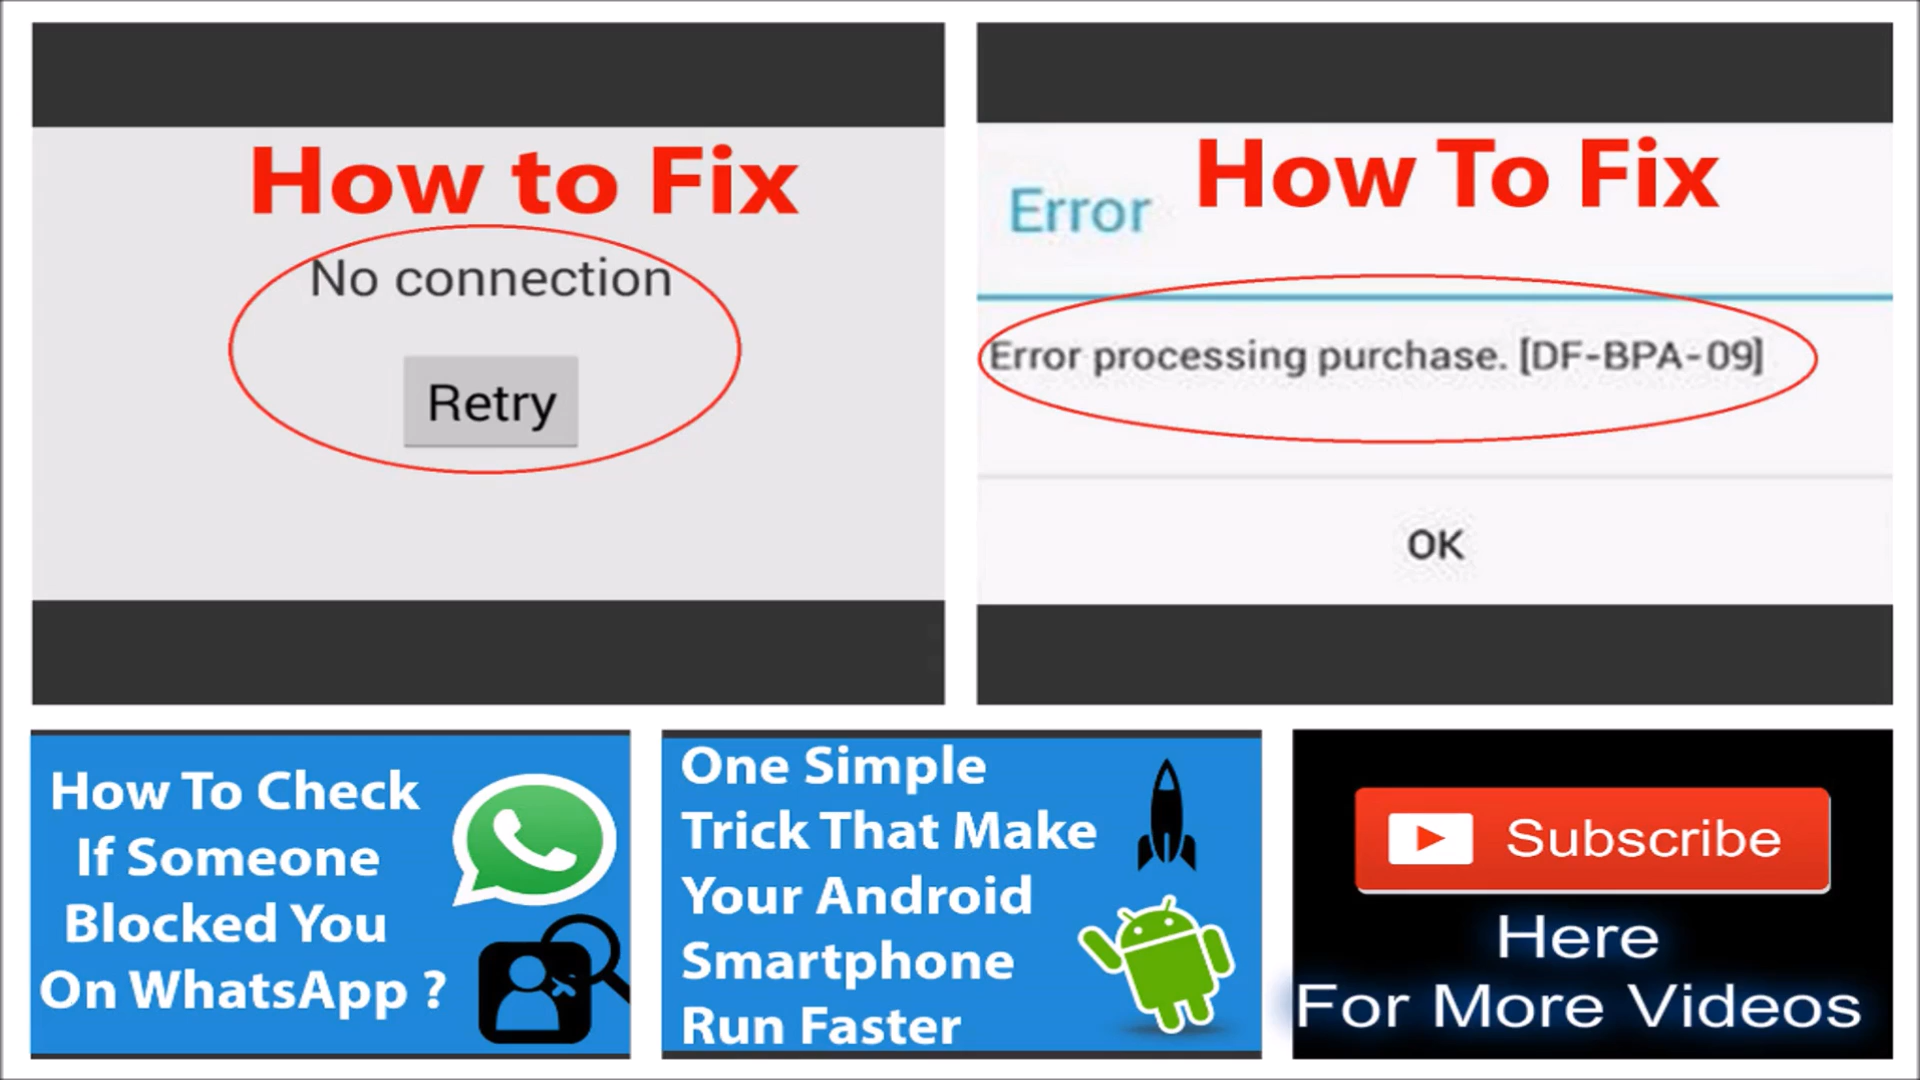 How to Fix
No connection
Retry
How To Fix
Error
Error processing purchase. [DF-BPA-09]
OK
How To Check
If Someone
Blocked You
On WhatsApp ?
One Simple
Trick That Make
Your Android
Smartphone
Run Faster
Subscribe
Here
For More Videos